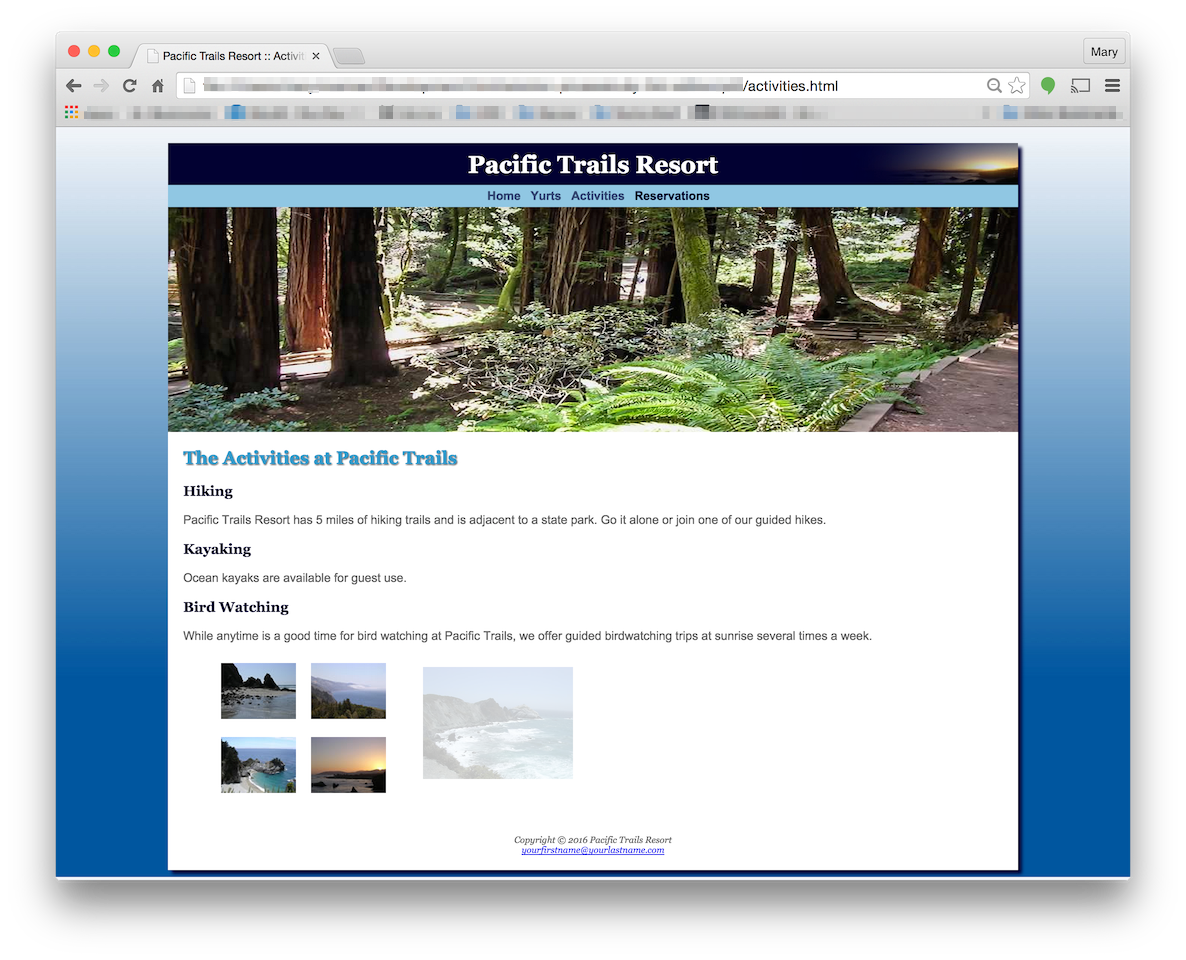 Pacific Trails Resort :: Activit
Mary
/activities.html
Pacific Trails Resort
Home Yurts Activities Reservations
The Activities at Pacific Trails
Hiking
Pacific Trails Resort has 5 miles of hiking trails and is adjacent to a state park. Go it alone or join one of our guided hikes.
Kayaking
Ocean kayaks are available for guest use.
Bird Watching
While anytime is a good time for bird watching at Pacific Trails, we offer guided birdwatching trips at sunrise several times a week.
Copyright © 2016 Pacific Trails Resort
yourfirstname@yourlastname.com